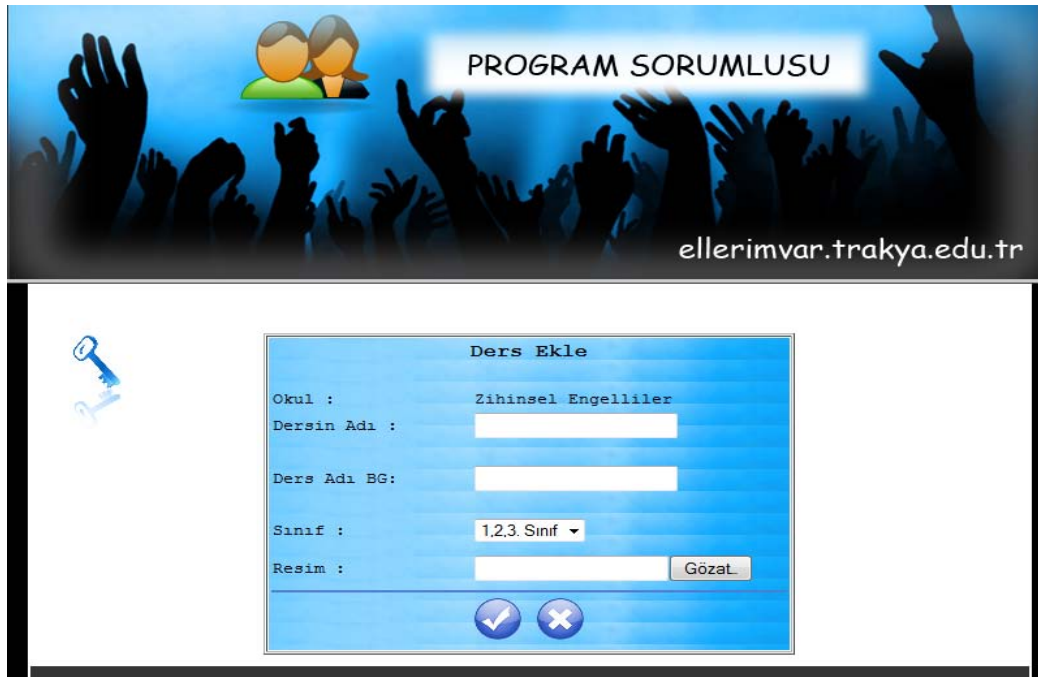 PROGRAM SORUMLUSU
ellerimvar.trakya.edu.tr
Ders Ekle
Okul : Zihinsel Engelliler
Dersin Adı :
Ders Adı BG:
Sınıf : 1,2,3. Sınıf
Resim : Gözat..